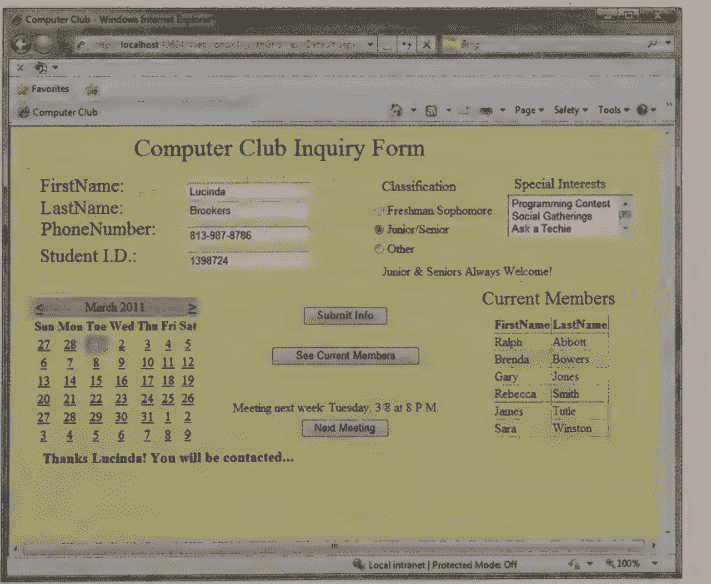 Computer Club - Windows Internet Explorer
localhost
Bing
Favorites
Computer Club
Page Safety Tools
Computer Club Inquiry Form
FirstName: Lucinda
LastName: Brookers
PhoneNumber: 813-987-8786
Student I.D.: 1398724
Classification
Freshman Sophomore
Junior/Senior
Other
Junior & Seniors Always Welcome!
Special Interests
Programming Contest
Social Gatherings
Ask a Techie
< March 2011 >
Sun Mon Tue Wed Thu Fri Sat
27 28 1 2 3 4 5
6 7 8 9 10 11 12
13 14 15 16 17 18 19
20 21 22 23 24 25 26
27 28 29 30 31 1 2
3 4 5 6 7 8 9
Thanks Lucinda! You will be contacted...
Submit Info
See Current Members
Meeting next week: Tuesday, 3/8 at 8 P.M.
Next Meeting
Current Members
FirstName LastName
Ralph Abbott
Brenda Bowers
Gary Jones
Rebecca Smith
James Tutle
Sara Winston
Local intranet | Protected Mode: Off
100%